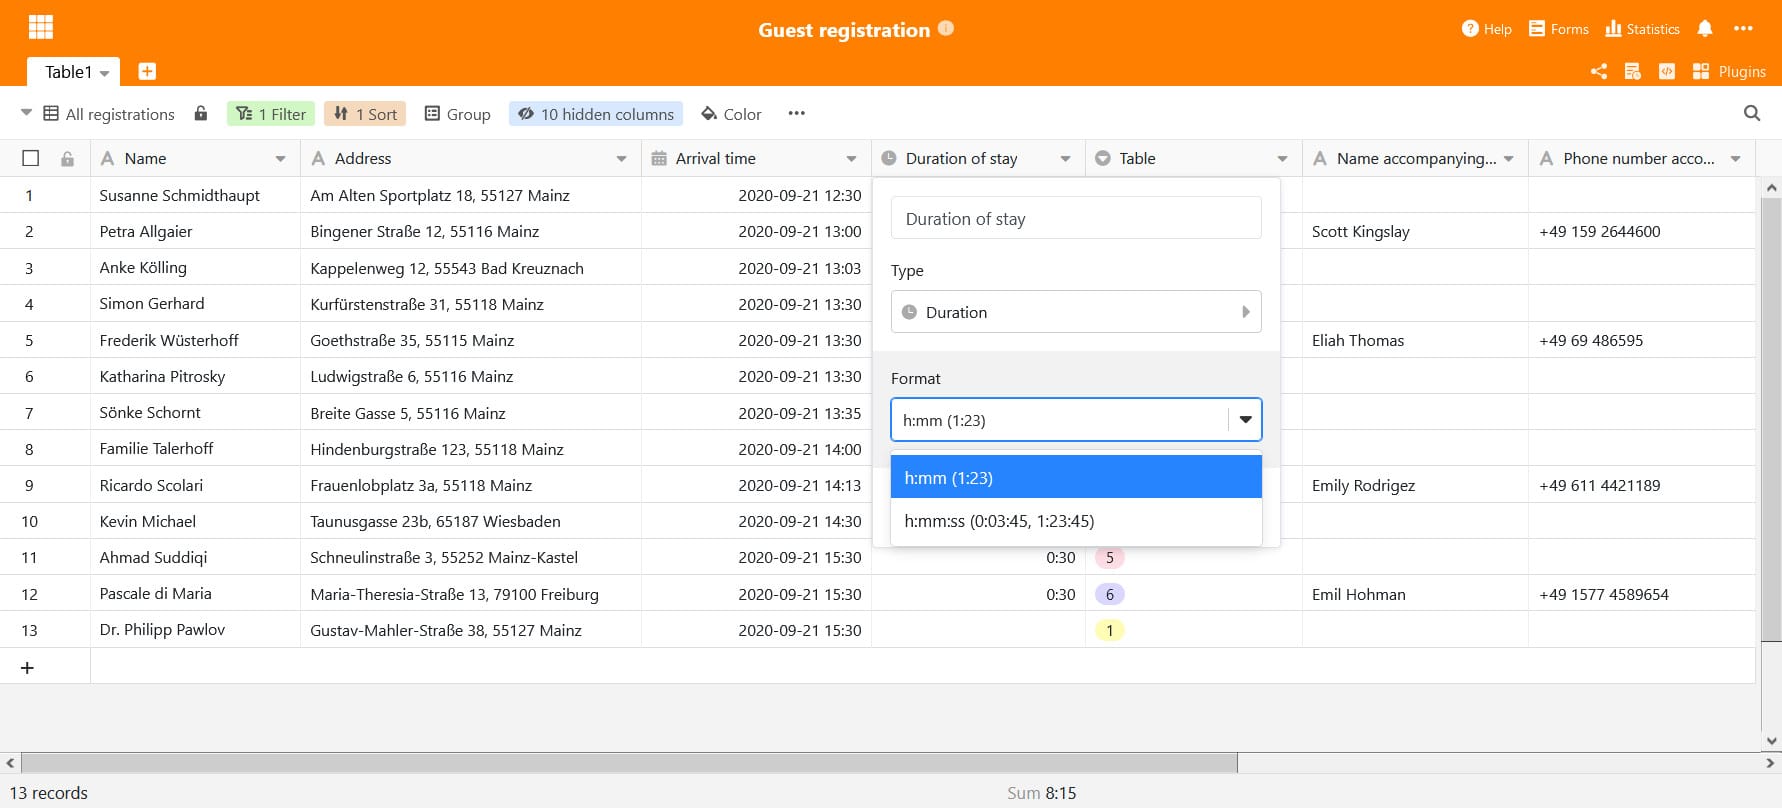 Guest registration
Help Forms Statistics
Table1
Plugins
All registrations 1 Filter 1 Sort Group 10 hidden columns Color
Name Address Arrival time Duration of stay Table Name accompanying... Phone number acco...
1 Susanne Schmidthaupt Am Alten Sportplatz 18, 55127 Mainz 2020-09-21 12:30
Duration of stay
2 Petra Allgaier Bingener Straße 12, 55116 Mainz 2020-09-21 13:00 Scott Kingslay +49 159 2644600
3 Anke Kölling Kappelenweg 12, 55543 Bad Kreuznach 2020-09-21 13:03
Type
4 Simon Gerhard Kurfürstenstraße 31, 55118 Mainz 2020-09-21 13:30
Duration
5 Frederik Wüsterhoff Goethstraße 35, 55115 Mainz 2020-09-21 13:30 Eliah Thomas +49 69 486595
6 Katharina Pitrosky Ludwigstraße 6, 55116 Mainz 2020-09-21 13:30
Format
7 Sönke Schornt Breite Gasse 5, 55116 Mainz 2020-09-21 13:35
h:mm (1:23)
8 Familie Talerhoff Hindenburgstraße 123, 55118 Mainz 2020-09-21 14:00
h:mm (1:23)
9 Ricardo Scolari Frauenlobplatz 3a, 55118 Mainz 2020-09-21 14:13 Emily Rodrigez +49 611 4421189
10 Kevin Michael Taunusgasse 23b, 65187 Wiesbaden 2020-09-21 14:30
h:mm:ss (0:03:45, 1:23:45)
11 Ahmad Suddiqi Schneulinstraße 3, 55252 Mainz-Kastel 2020-09-21 15:30 0:30 5
12 Pascale di Maria Maria-Theresia-Straße 13, 79100 Freiburg 2020-09-21 15:30 0:30 6 Emil Hohman +49 1577 4589654
13 Dr. Philipp Pawlov Gustav-Mahler-Straße 38, 55127 Mainz 2020-09-21 15:30 1
13 records Sum 8:15